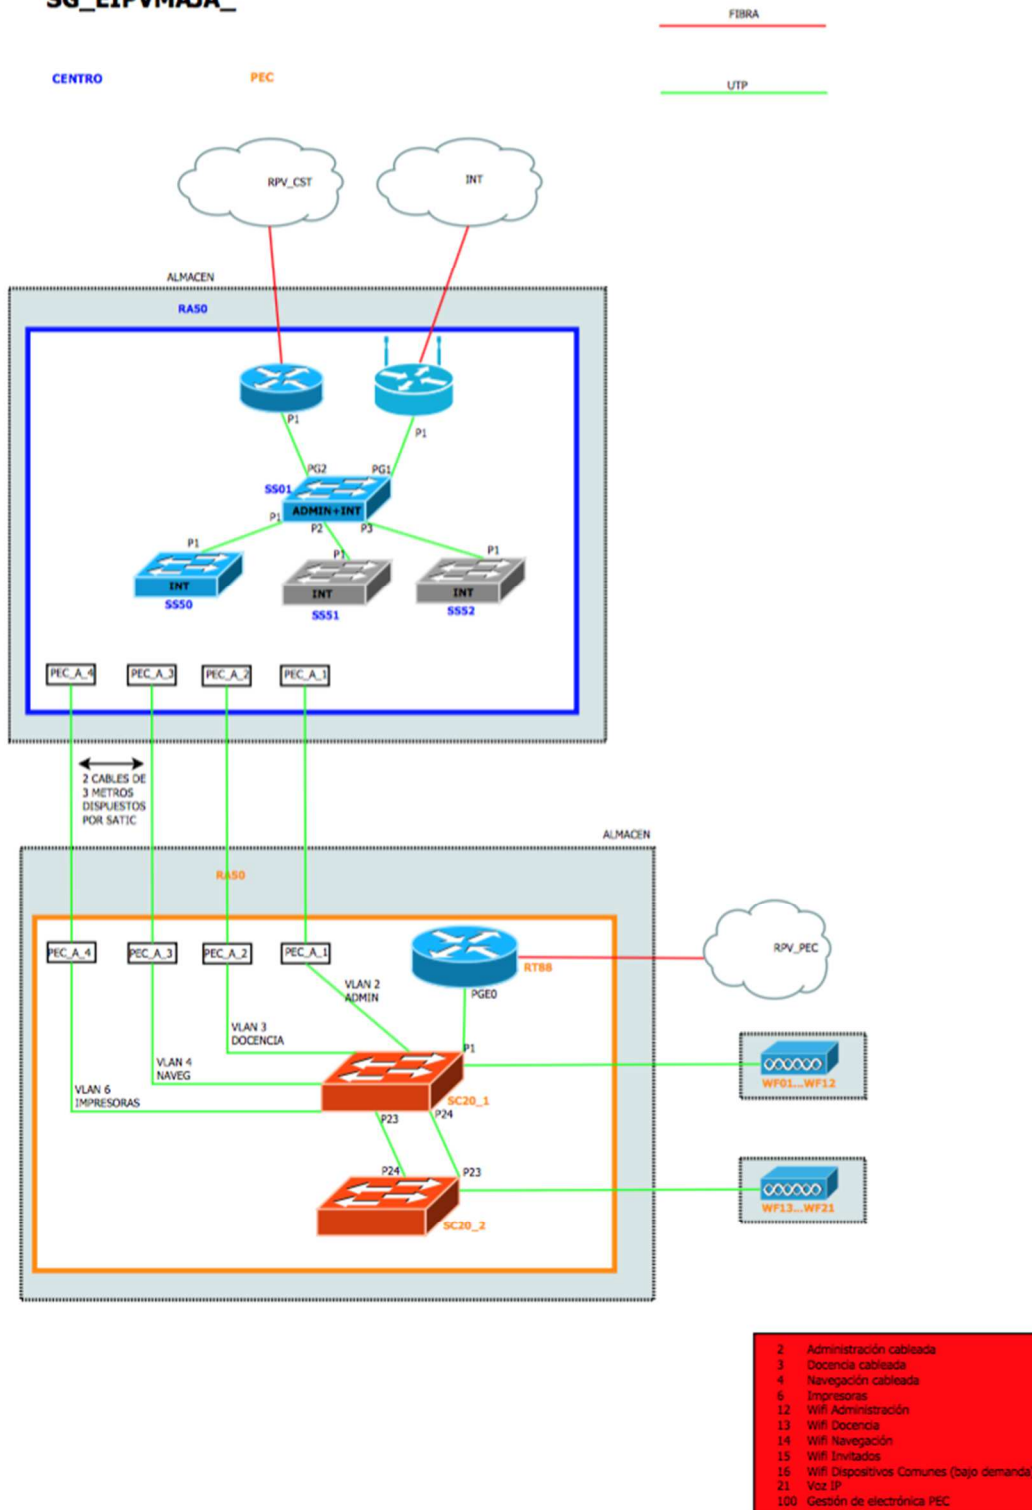 SG_EIPVMAJA_
FIBRA
CENTRO
PEC
UTP
RPV_CST
INT
ALMACEN
RA50
P1
P1
PG2
PG1
SS01
ADMIN+INT
P1
P2
P3
P1
P1
P1
INT
INT
INT
SS50
SS51
SS52
PEC_A_4
PEC_A_3
PEC_A_2
PEC_A_1
2 CABLES DE
3 METROS
DISPUESTOS
POR SATIC
ALMACEN
RA50
PEC_A_4
PEC_A_3
PEC_A_2
PEC_A_1
RPV_PEC
RT88
VLAN 2
ADMIN
PGE0
VLAN 3
DOCENCIA
P1
VLAN 4
NAVEG
VLAN 6
IMPRESORAS
WF01...WF12
SC20_1
P23
P24
P24
P23
WF13...WF21
SC20_2
2 Administración cableada
3 Docencia cableada
4 Navegación cableada
6 Impresoras
12 Wifi Administración
13 Wifi Docencia
14 Wifi Navegación
15 Wifi Invitados
16 Wifi Dispositivos Comunes (bajo demanda)
21 Voz IP
100 Gestión de electrónica PEC